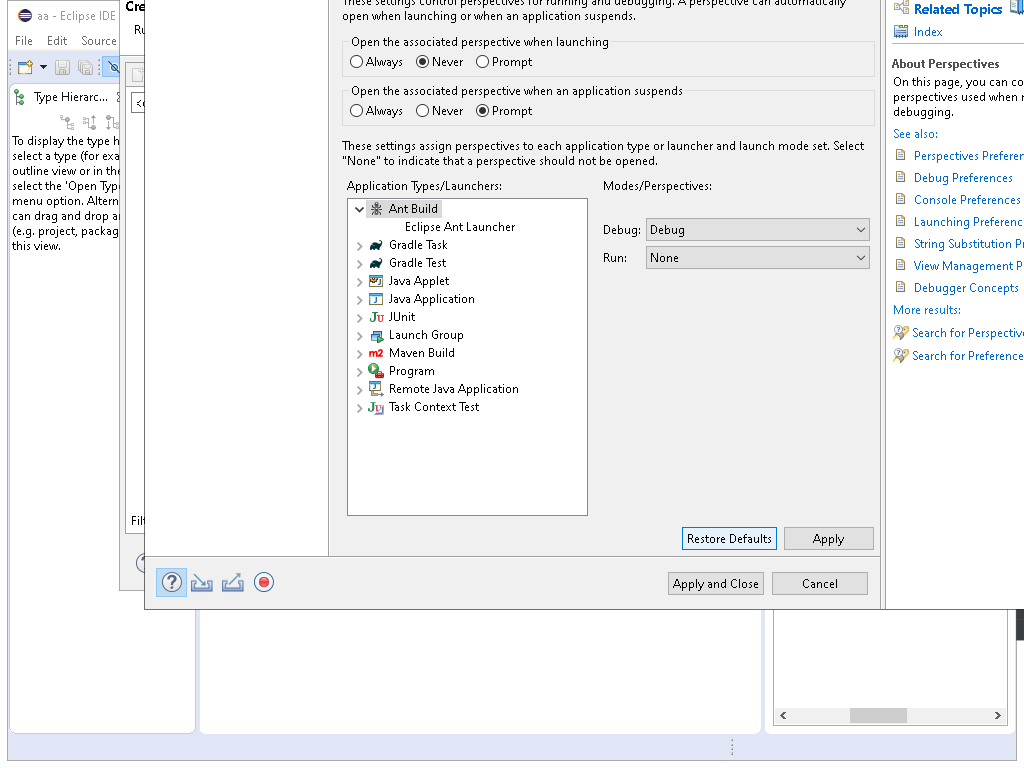 aa - Eclipse IDE
File Edit Source
Type Hierarc...
To display the type h
select a type (for exa
outline view or in the
select the 'Open Type
menu option. Altern
can drag and drop a
(e.g. project, packag
this view.
Cre
Ru
Filt
These settings control perspectives for running and debugging. A perspective can automatically
open when launching or when an application suspends.
Open the associated perspective when launching
Always Never Prompt
Open the associated perspective when an application suspends
Always Never Prompt
These settings assign perspectives to each application type or launcher and launch mode set. Select
"None" to indicate that a perspective should not be opened.
Application Types/Launchers:
Ant Build
Eclipse Ant Launcher
Gradle Task
Gradle Test
Java Applet
Java Application
JUnit
Launch Group
m2 Maven Build
Program
Remote Java Application
Task Context Test
Modes/Perspectives:
Debug: Debug
Run: None
Restore Defaults Apply
Apply and Close Cancel
Related Topics
Index
About Perspectives
On this page, you can co
perspectives used when r
debugging.
See also:
Perspectives Preferen
Debug Preferences
Console Preferences
Launching Preferenc
String Substitution Pr
View Management P
Debugger Concepts
More results:
Search for Perspective
Search for Preference